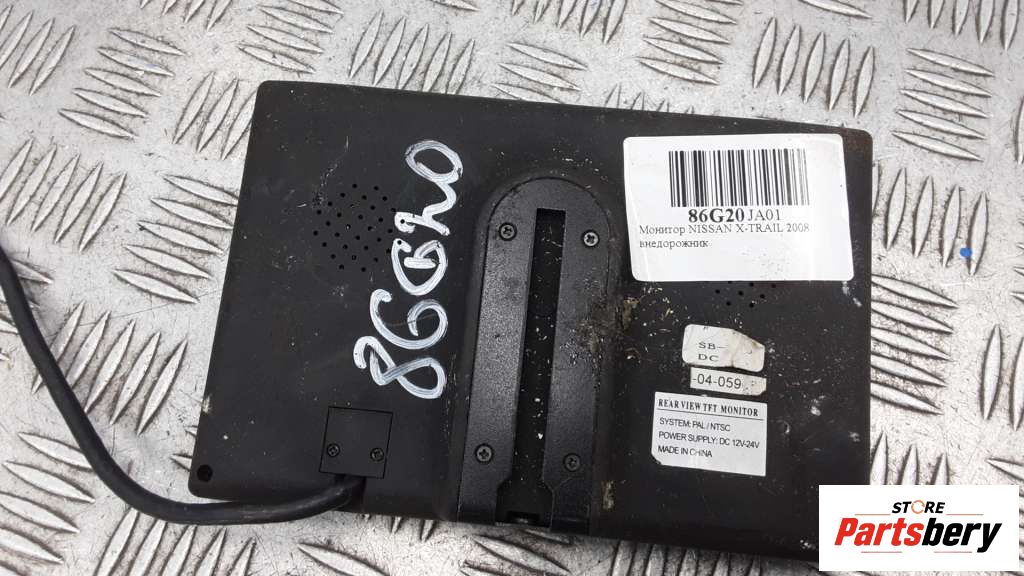 86GG20
86G20JA01
Монитор NISSAN X-TRAIL 2008
внедорожник
SB-
DC
-04-059
REAR VIEW TFT MONITOR
SYSTEM: PAL / NTSC
POWER SUPPLY: DC 12V-24V
MADE IN CHINA
STORE
Partsbery